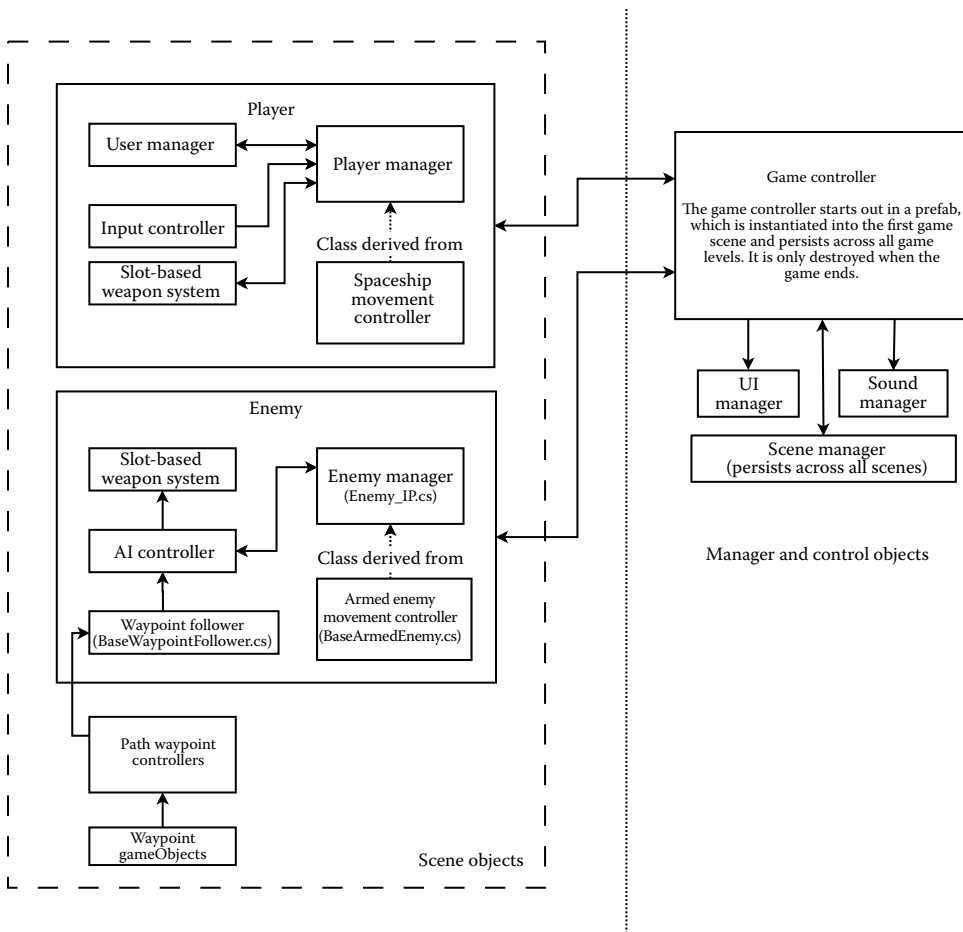 Player
User manager
Player manager
Input controller
Class derived from
Slot-based
weapon system
Spaceship
movement
controller
Enemy
Slot-based
weapon system
Enemy manager
(Enemy_IP.cs)
AI controller
Class derived from
Waypoint follower
(BaseWaypointFollower.cs)
Armed enemy
movement controller
(BaseArmedEnemy.cs)
Path waypoint
controllers
Waypoint
gameObjects
Scene objects
Game controller
The game controller starts out in a prefab,
which is instantiated into the first game
scene and persists across all game
levels. It is only destroyed when the
game ends.
UI
manager
Sound
manager
Scene manager
(persists across all scenes)
Manager and control objects